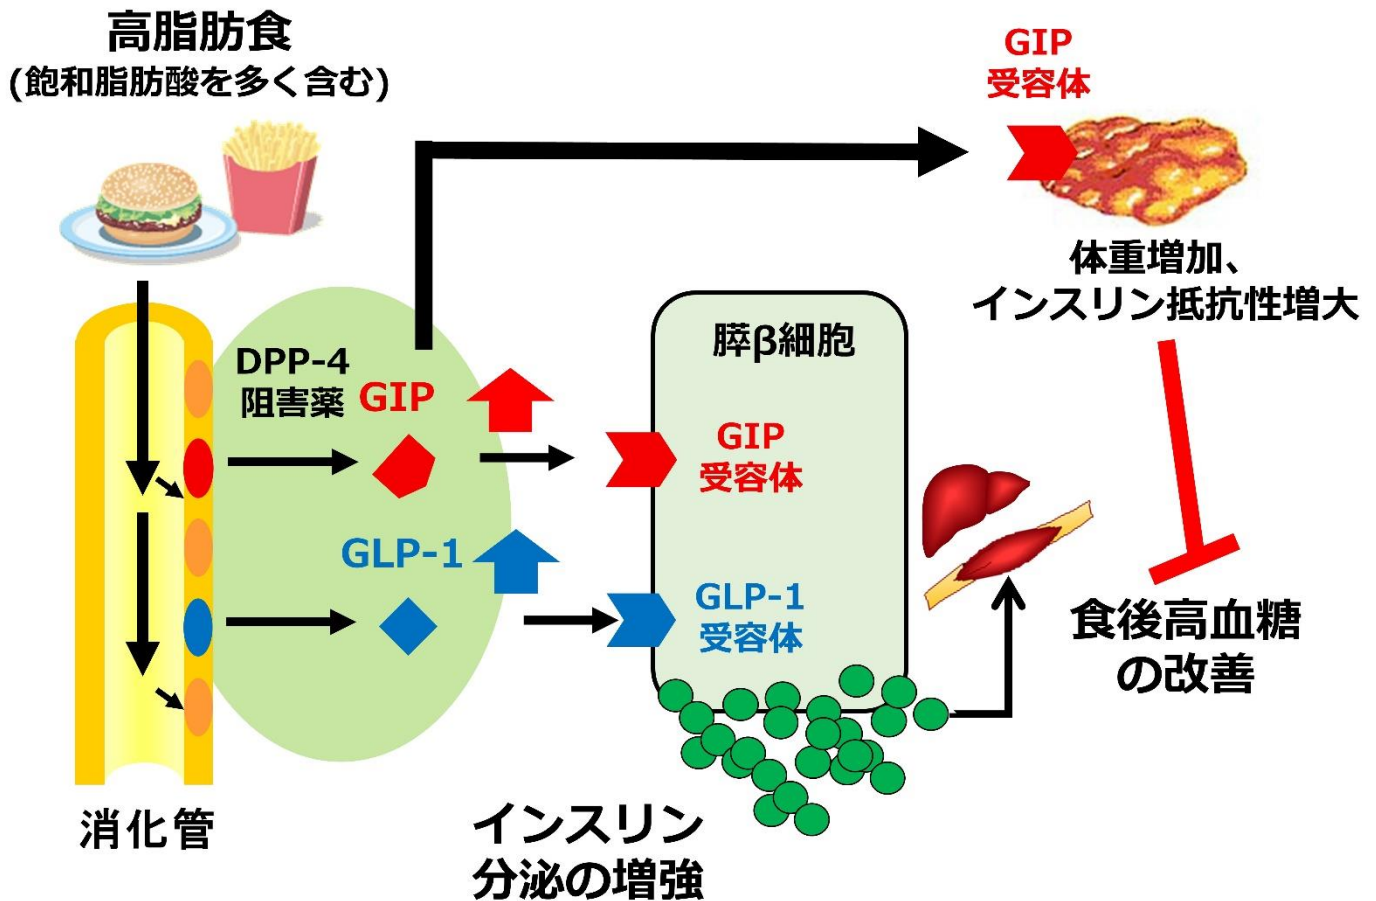 高脂肪食
(飽和脂肪酸を多く含む)
GIP
受容体
体重増加、
インスリン抵抗性増大
DPP-4
阻害薬
GIP
膵β細胞
GIP
受容体
GLP-1
GLP-1
受容体
食後高血糖
の改善
消化管
インスリン
分泌の増強